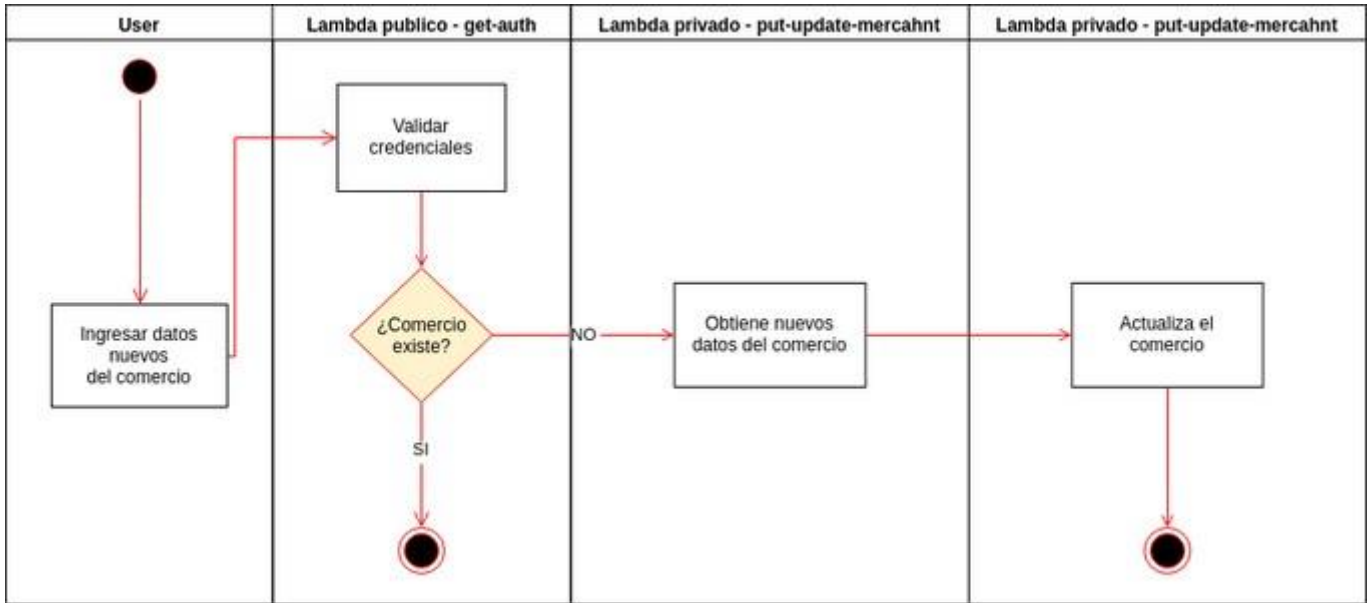 User
Lambda publico - get-auth
Lambda privado - put-update-mercahnt
Lambda privado - put-update-mercahnt
Validar
credenciales
Ingresar datos
nuevos
del comercio
¿Comercio
existe?
NO
SI
Obtiene nuevos
datos del comercio
Actualiza el
comercio